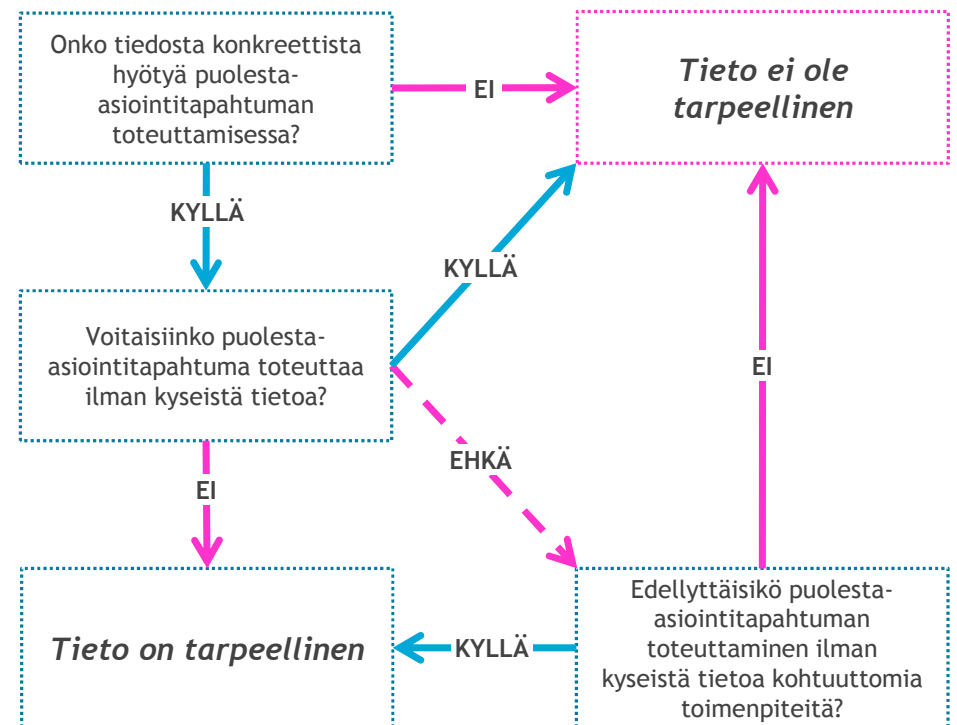 Onko tiedosta konkreettista
hyötyä puolesta-
asiointitapahtuman
toteuttamisessa?
EI
Tieto ei ole
tarpeellinen
KYLLÄ
KYLLÄ
Voitaisiinko puolesta-
asiointitapahtuma toteuttaa
ilman kyseistä tietoa?
EI
EHKÄ
EI
Tieto on tarpeellinen
KYLLÄ
Edellyttäisikö puolesta-
asiointitapahtuman
toteuttaminen ilman
kyseistä tietoa kohtuuttomia
toimenpiteitä?